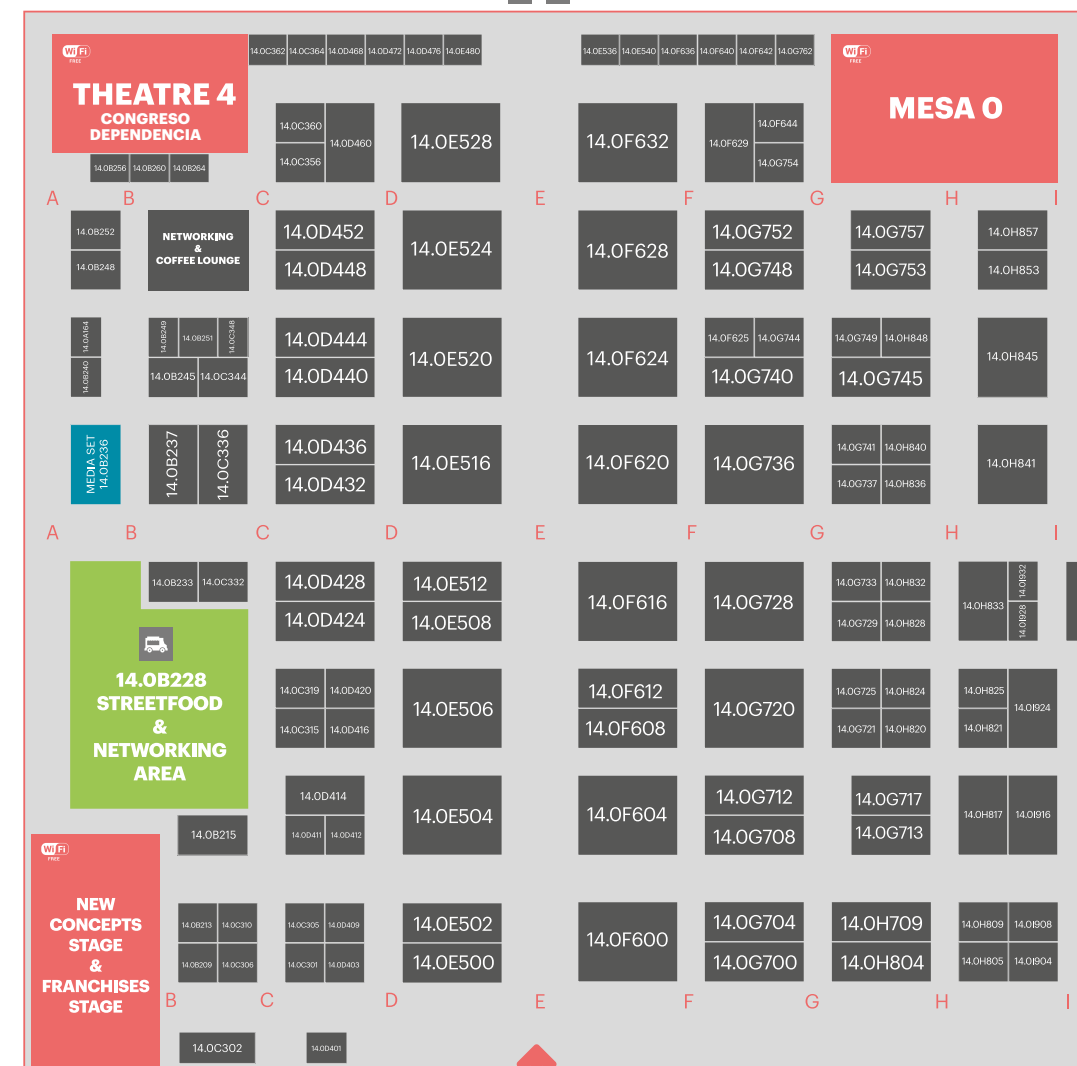 WiFi
FREE
THEATRE 4
CONGRESO
DEPENDENCIA
14.0C362 14.0C364 14.0D468 14.0D472 14.0D476 14.0E480
14.0E536 14.0E540 14.0F636 14.0F640 14.0F642 14.0G762
WiFi
FREE
MESA 0
14.0C360
14.0C356
14.0D460
14.0E528
14.0F632
14.0F629
14.0F644
14.0G754
14.0B256 14.0B260 14.0B264
A B C D E F G H I
14.0B252
14.0B248
NETWORKING
&
COFFEE LOUNGE
14.0D452
14.0D448
14.0E524
14.0F628
14.0G752
14.0G748
14.0G757
14.0G753
14.0H857
14.0H853
14.0A164
14.0B240
14.0B249
14.0B251
14.0C348
14.0B245 14.0C344
14.0D444
14.0D440
14.0E520
14.0F624
14.0F625 14.0G744
14.0G740
14.0G749 14.0H848
14.0G745
14.0H845
MEDIA SET
14.0B236
14.0B237
14.0C336
14.0D436
14.0D432
14.0E516
14.0F620
14.0G736
14.0G741 14.0H840
14.0G737 14.0H836
14.0H841
A B C D E F G H I
14.0B233 14.0C332
14.0D428
14.0D424
14.0E512
14.0E508
14.0F616
14.0G728
14.0G733 14.0H832
14.0G729 14.0H828
14.0H833
14.0I932
14.0I928
14.0B228
STREETFOOD
&
NETWORKING
AREA
14.0C319 14.0D420
14.0C315 14.0D416
14.0E506
14.0F612
14.0F608
14.0G720
14.0G725 14.0H824
14.0G721 14.0H820
14.0H825
14.0H821
14.0I924
14.0D414
14.0D411 14.0D412
14.0E504
14.0F604
14.0G712
14.0G708
14.0G717
14.0G713
14.0H817 14.0I916
14.0B215
WiFi
FREE
NEW
CONCEPTS
STAGE
&
FRANCHISES
STAGE
14.0B213 14.0C310
14.0B209 14.0C306
14.0C305 14.0D409
14.0C301 14.0D403
14.0E502
14.0E500
14.0F600
14.0G704
14.0G700
14.0H709
14.0H804
14.0H809 14.0I908
14.0H805 14.0I904
B C D E F G H I
14.0C302
14.0D401